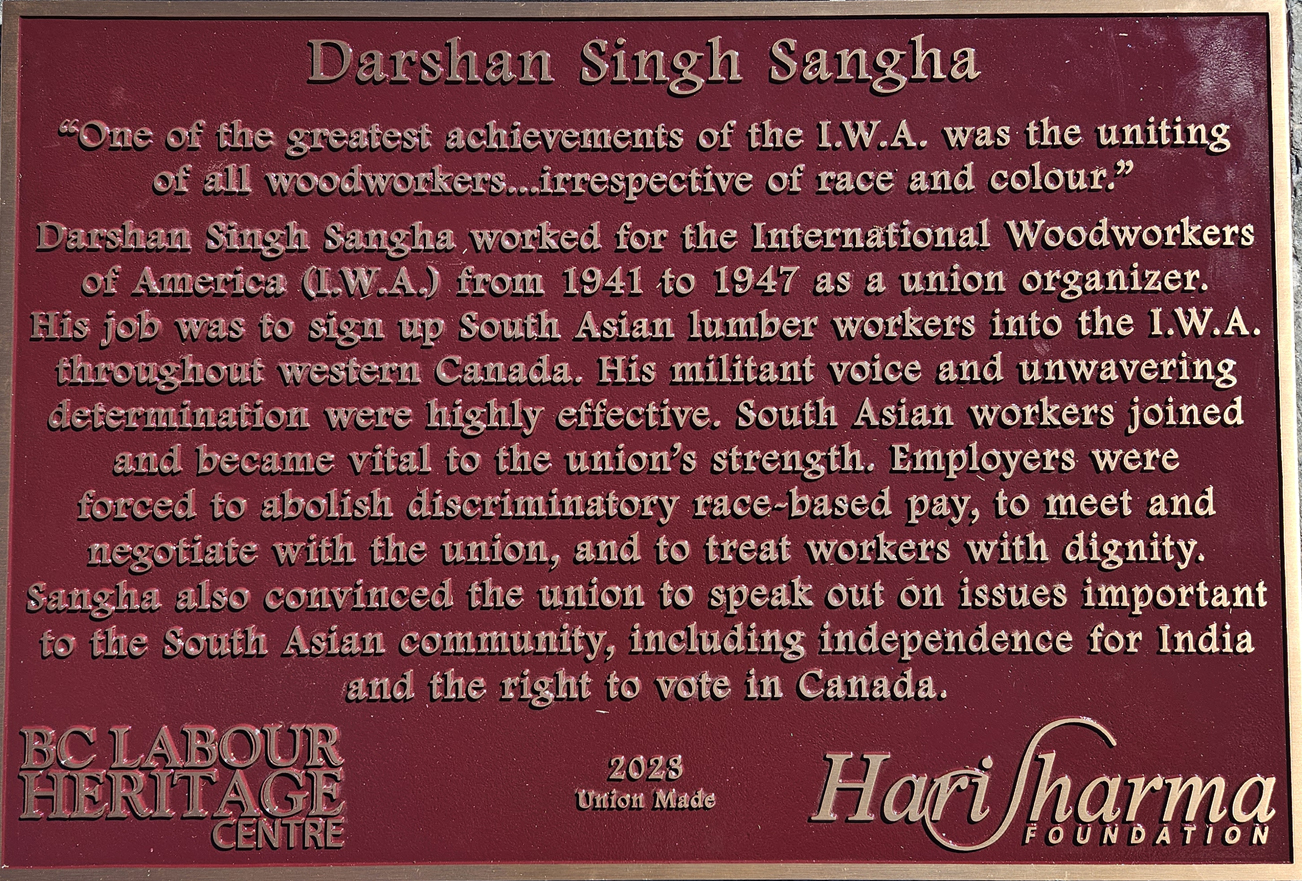 Darshan Singh Sangha
“One of the greatest achievements of the I.W.A. was the uniting
of all woodworkers...irrespective of race and colour.”
Darshan Singh Sangha worked for the International Woodworkers
of America (I.W.A.) from 1941 to 1947 as a union organizer.
His job was to sign up South Asian lumber workers into the I.W.A.
throughout western Canada. His militant voice and unwavering
determination were highly effective. South Asian workers joined
and became vital to the union’s strength. Employers were
forced to abolish discriminatory race-based pay, to meet and
negotiate with the union, and to treat workers with dignity.
Sangha also convinced the union to speak out on issues important
to the South Asian community, including independence for India
and the right to vote in Canada.
BC LABOUR
HERITAGE
CENTRE
2023
Union Made
Hari Sharma
FOUNDATION